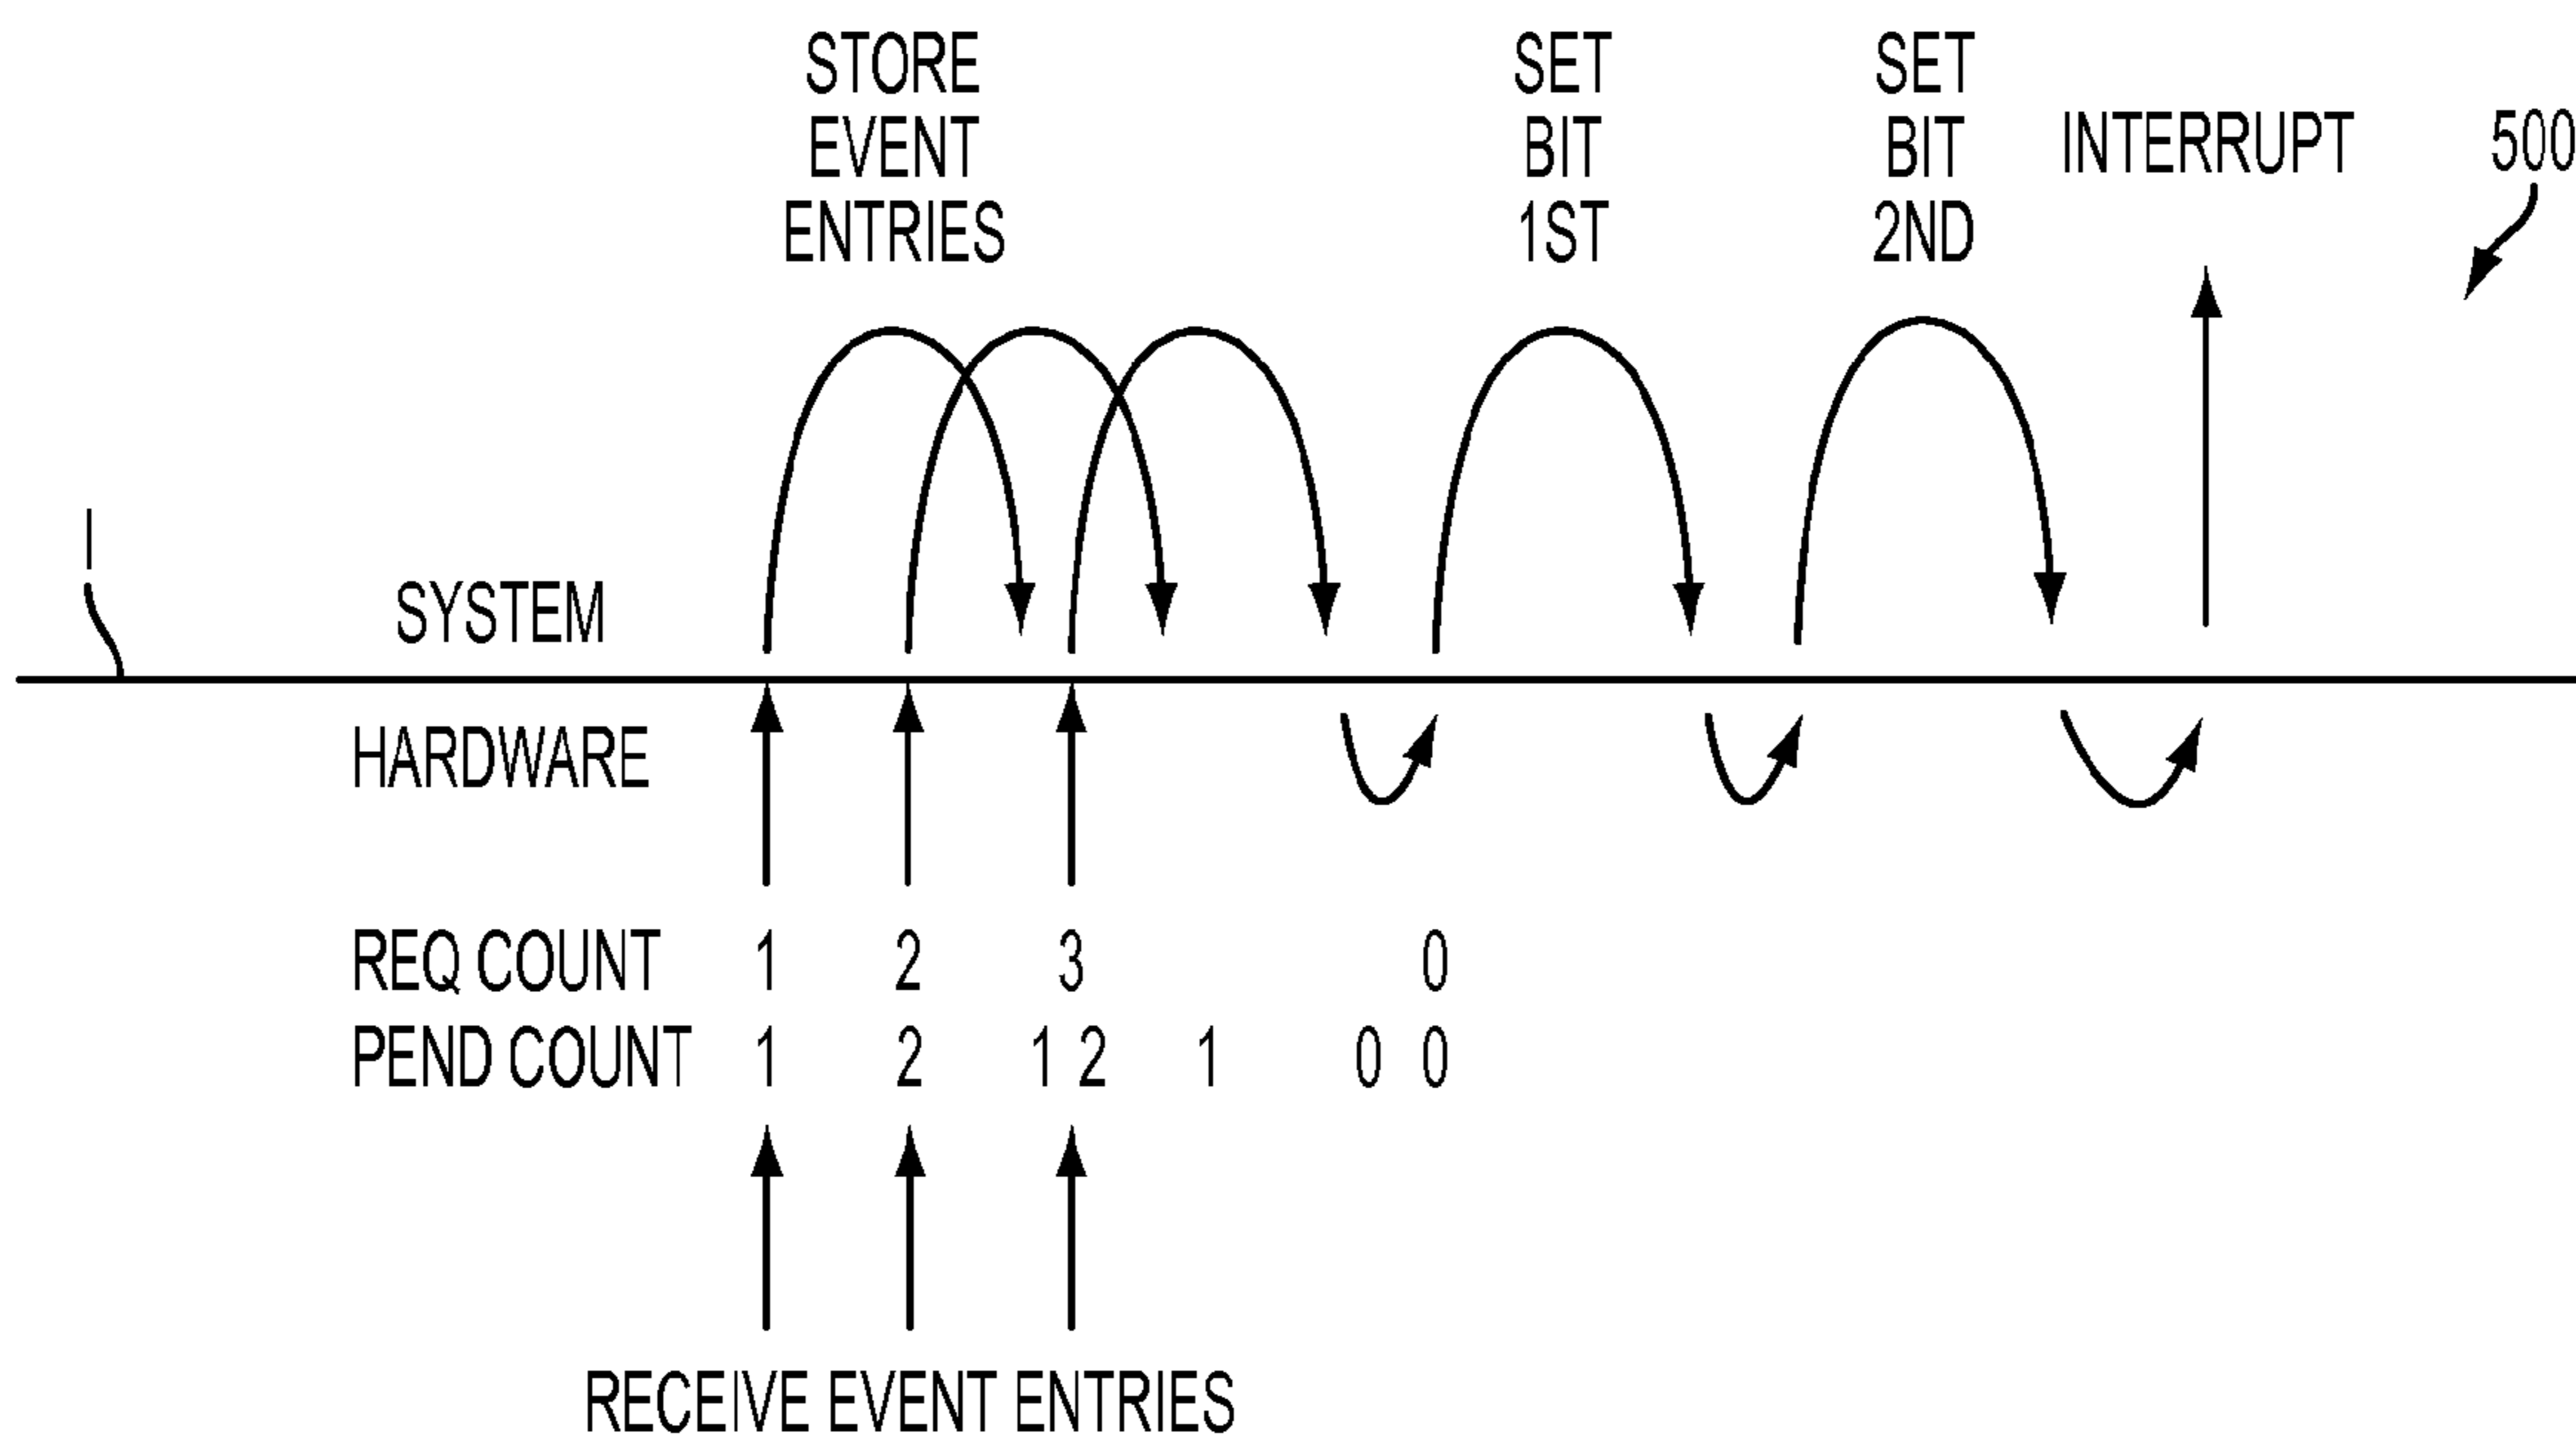 STORE
EVENT
ENTRIES
SET
BIT
1ST
SET
BIT
2ND
INTERRUPT
500
I
SYSTEM
HARDWARE
REQ COUNT 1 2 3 0
PEND COUNT 1 2 1 2 1 0 0
RECEIVE EVENT ENTRIES